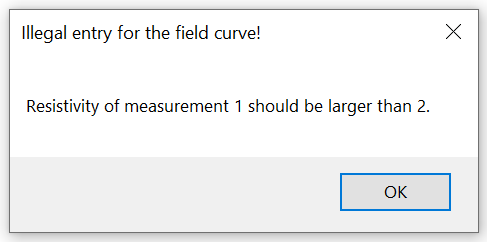 Illegal entry for the field curve!
Resistivity of measurement 1 should be larger than 2.
OK